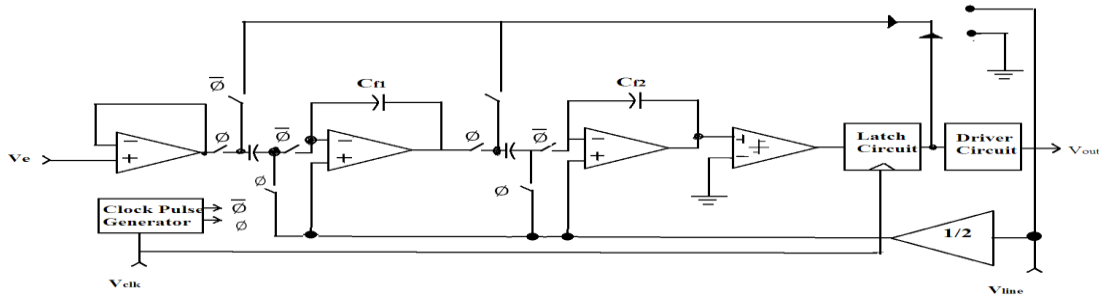 Cf1
Cf2
∅̅
∅
∅̅
∅
∅̅
Ve
−
+
−
+
−
+
+
−
Latch
Circuit
Driver
Circuit
Vout
∅
∅
Clock Pulse
Generator
∅̅
∅
1/2
Vclk
Vline